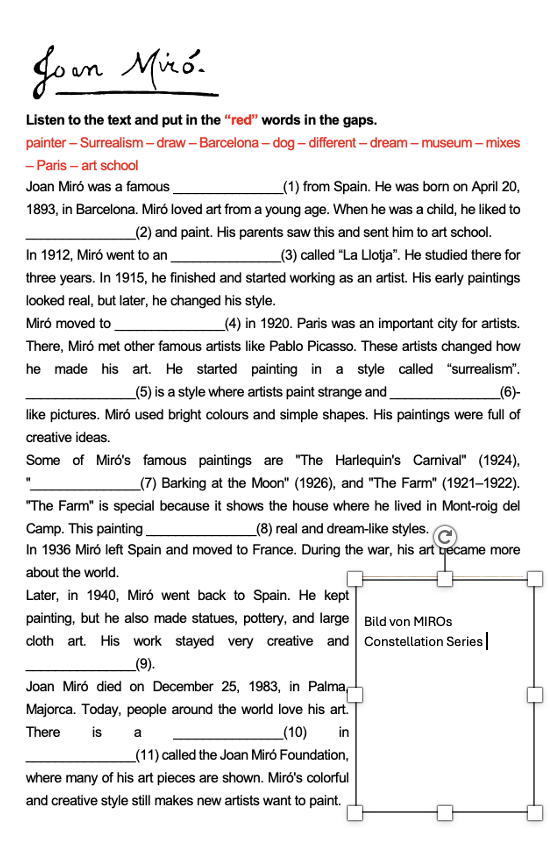 Joan Miró.
Listen to the text and put in the “red” words in the gaps.
painter – Surrealism – draw – Barcelona – dog – different – dream – museum – mixes
– Paris – art school
Joan Miró was a famous ________________(1) from Spain. He was born on April 20,
1893, in Barcelona. Miró loved art from a young age. When he was a child, he liked to
________________(2) and paint. His parents saw this and sent him to art school.
In 1912, Miró went to an ________________(3) called “La Llotja”. He studied there for
three years. In 1915, he finished and started working as an artist. His early paintings
looked real, but later, he changed his style.
Miró moved to ________________(4) in 1920. Paris was an important city for artists.
There, Miró met other famous artists like Pablo Picasso. These artists changed how
he made his art. He started painting in a style called “surrealism”.
________________(5) is a style where artists paint strange and ________________(6)-
like pictures. Miró used bright colours and simple shapes. His paintings were full of
creative ideas.
Some of Miró's famous paintings are "The Harlequin's Carnival" (1924),
"________________(7) Barking at the Moon" (1926), and "The Farm" (1921–1922).
"The Farm" is special because it shows the house where he lived in Mont-roig del
Camp. This painting ________________(8) real and dream-like styles.
In 1936 Miró left Spain and moved to France. During the war, his art became more
about the world.
Later, in 1940, Miró went back to Spain. He kept
painting, but he also made statues, pottery, and large
cloth art. His work stayed very creative and
________________(9).
Joan Miró died on December 25, 1983, in Palma,
Majorca. Today, people around the world love his art.
There is a ________________(10) in
________________(11) called the Joan Miró Foundation,
where many of his art pieces are shown. Miró's colorful
and creative style still makes new artists want to paint.
Bild von MIROs
Constellation Series